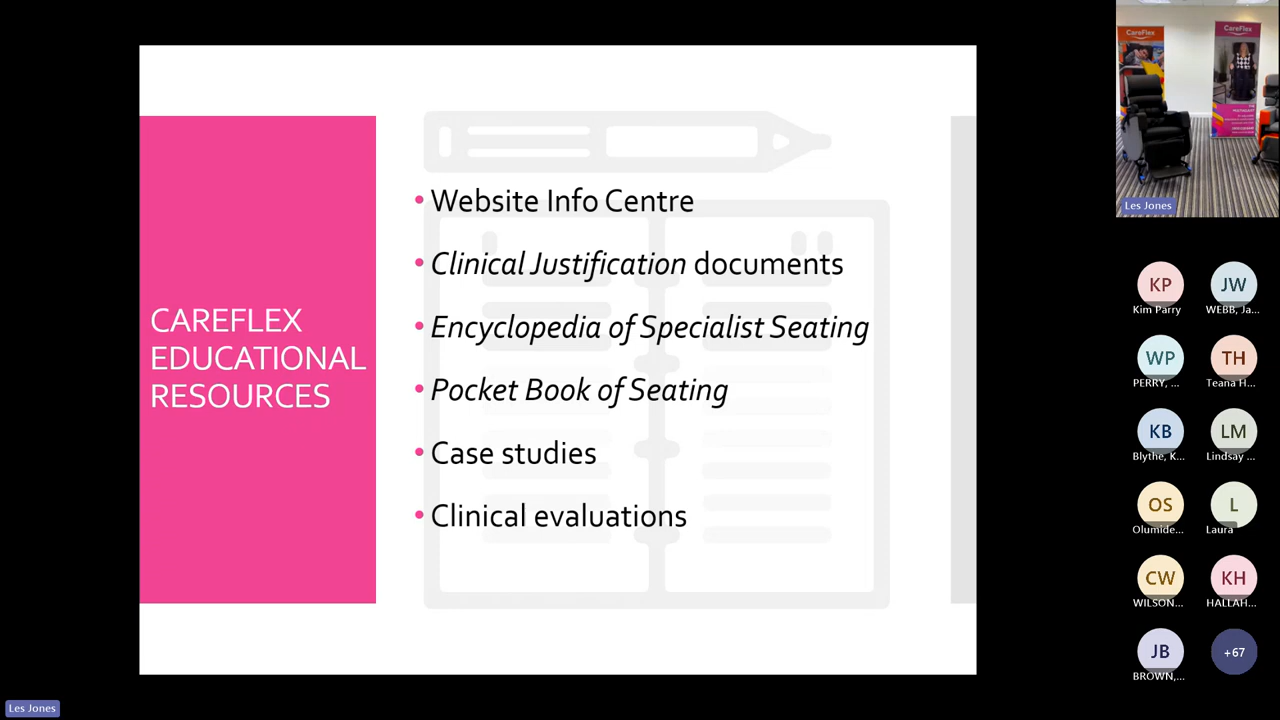 CAREFLEX
EDUCATIONAL
RESOURCES
• Website Info Centre
• Clinical Justification documents
• Encyclopedia of Specialist Seating
• Pocket Book of Seating
• Case studies
• Clinical evaluations
CareFlex
CareFlex
Les Jones
KP
Kim Parry
JW
WEBB, Ja...
WP
PERRY, ...
TH
Teana H...
KB
Blythe, K...
LM
Lindsay ...
OS
Olumide...
L
Laura
CW
WILSON...
KH
HALLAH...
JB
BROWN,...
+67
Les Jones